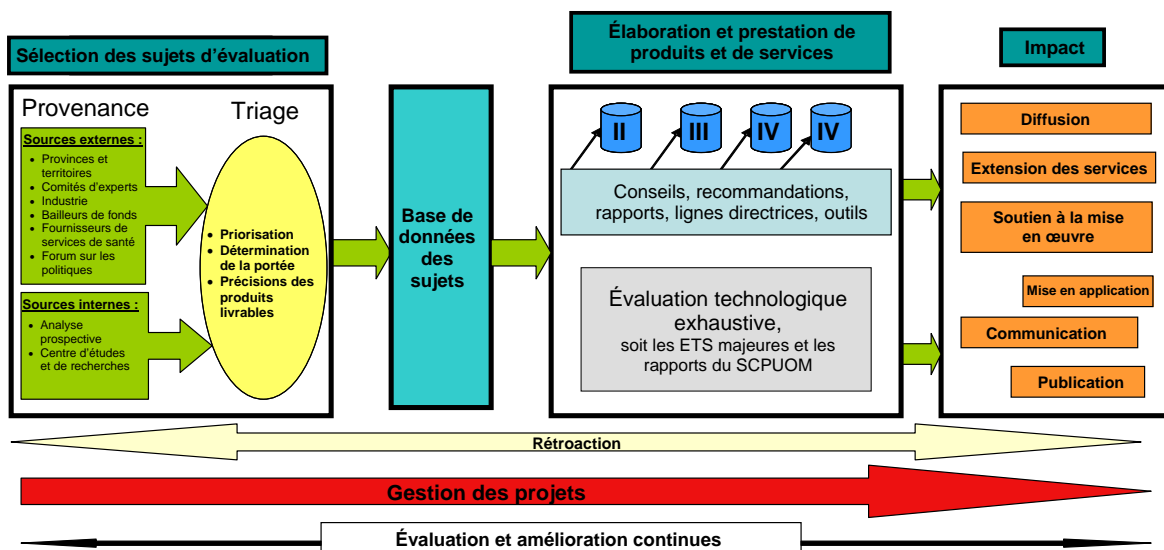 Sélection des sujets d’évaluation
Provenance
Triage
Sources externes :
• Provinces et
territoires
• Comités d’experts
• Industrie
• Bailleurs de fonds
• Fournisseurs de
services de santé
• Forum sur les
politiques
Sources internes :
• Analyse
prospective
• Centre d’études
et de recherches
• Priorisation
• Détermination
de la portée
• Précisions des
produits
livrables
Base de
données
des
sujets
Élaboration et prestation de
produits et de services
II
III
IV
IV
Conseils, recommandations,
rapports, lignes directrices, outils
Évaluation technologique
exhaustive,
soit les ETS majeures et les
rapports du SCPUOM
Impact
Diffusion
Extension des services
Soutien à la mise
en œuvre
Mise en application
Communication
Publication
Rétroaction
Gestion des projets
Évaluation et amélioration continues